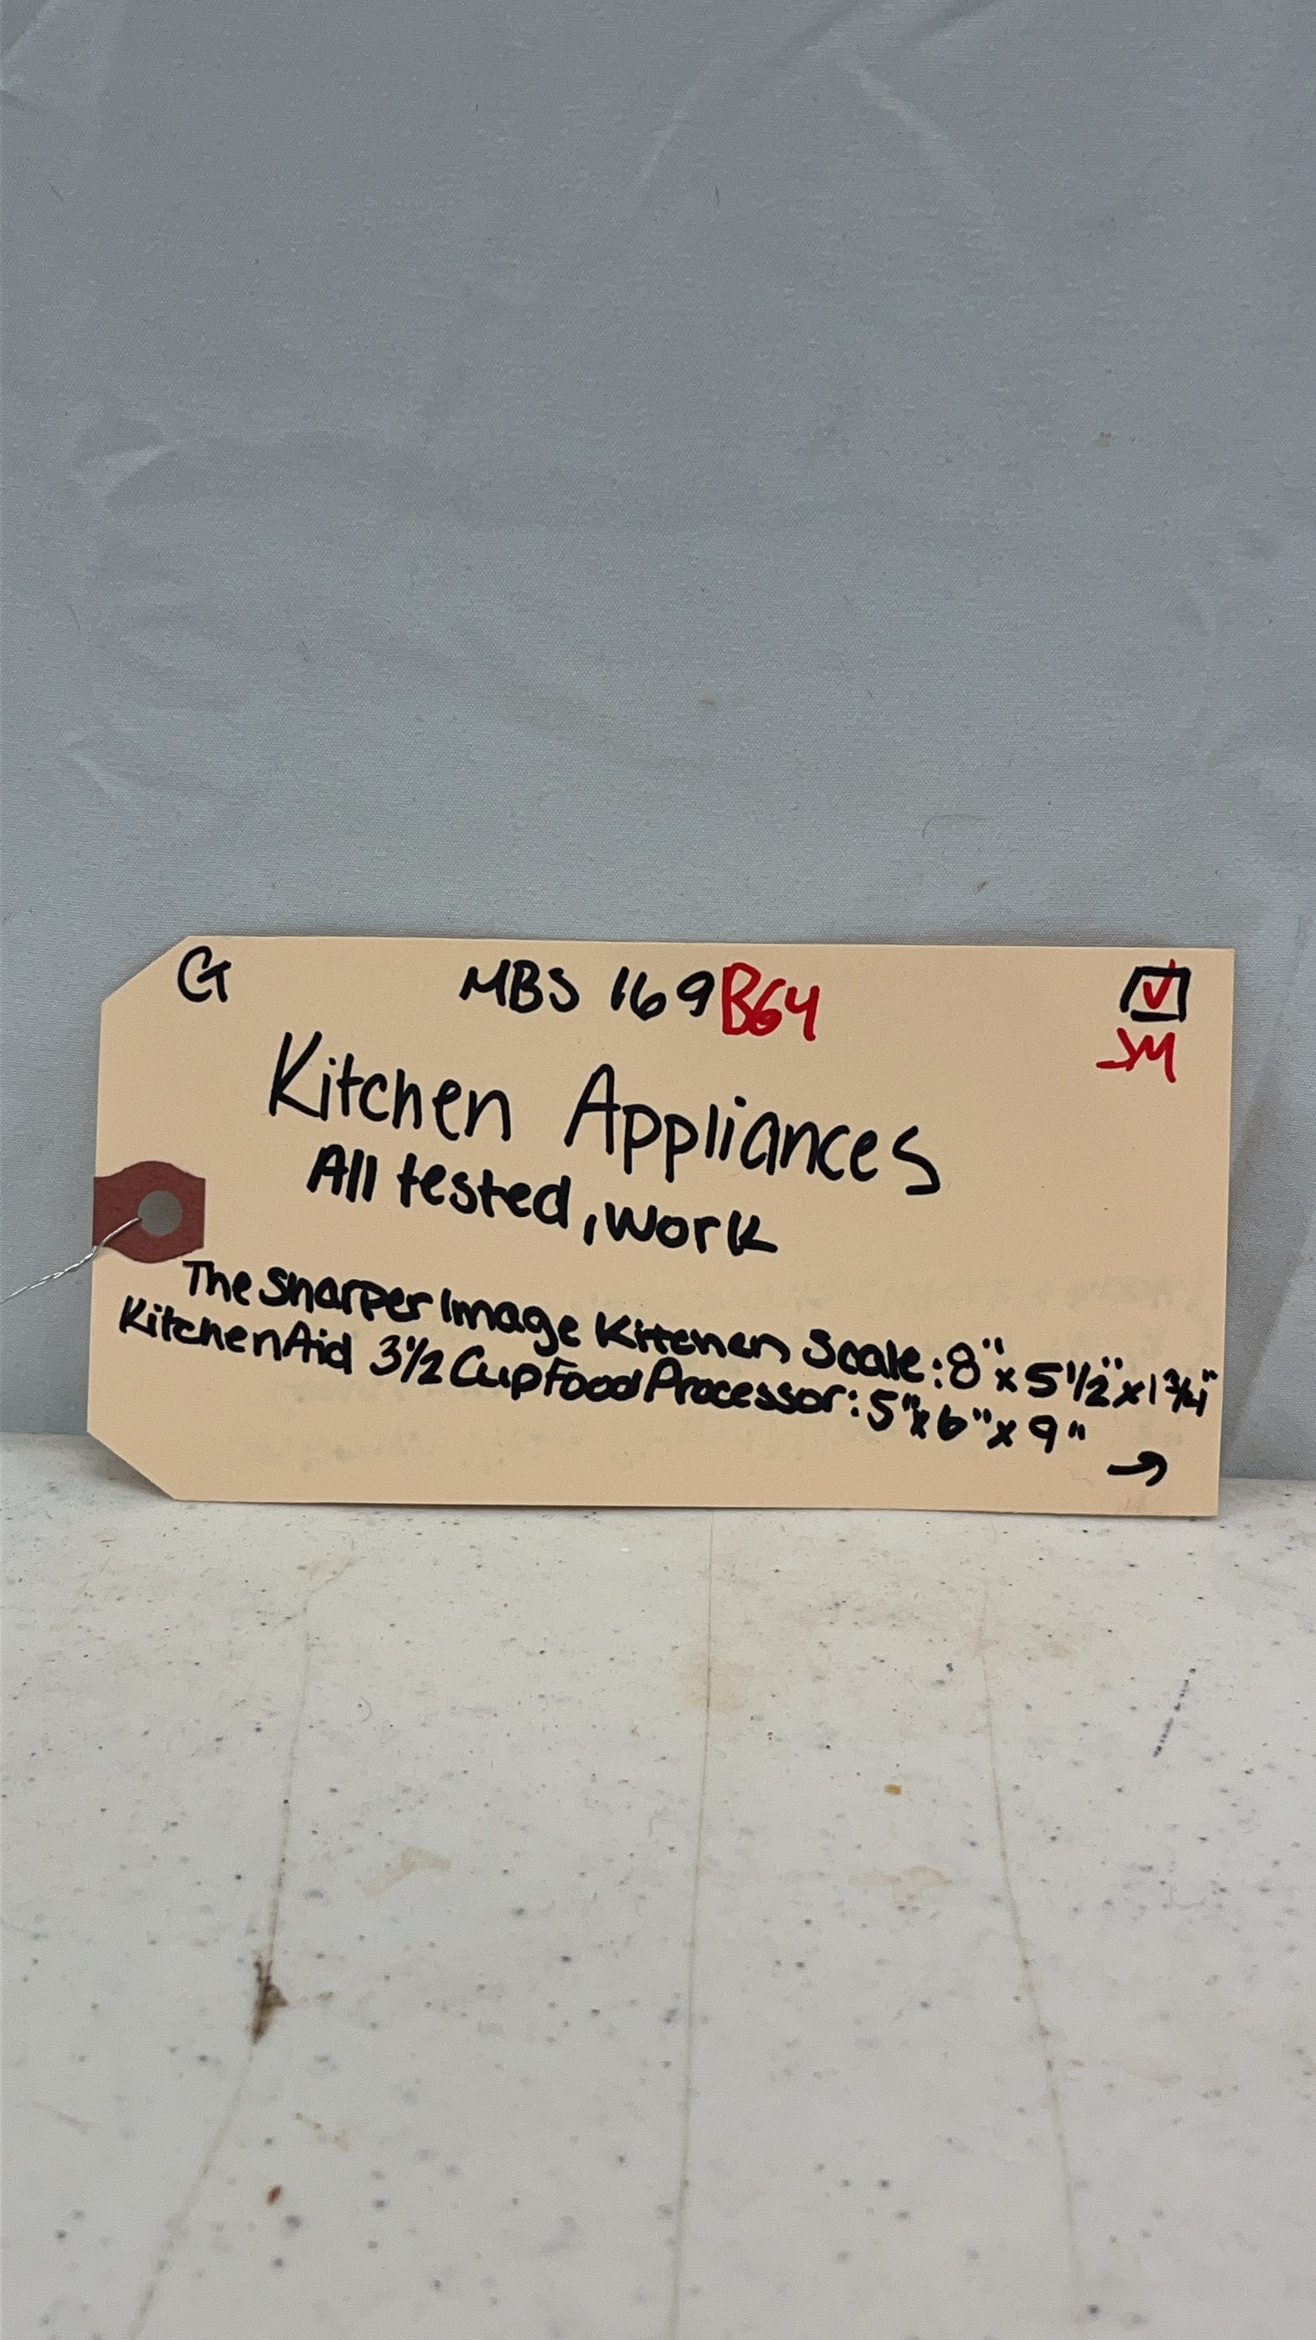 G MBS 169 B64
JM
Kitchen Appliances
All tested, work
The Sharper Image Kitchen Scale: 8" x 5 1/2" x 1 3/4"
KitchenAid 3 1/2 Cup Food Processor: 5" x 6" x 9"